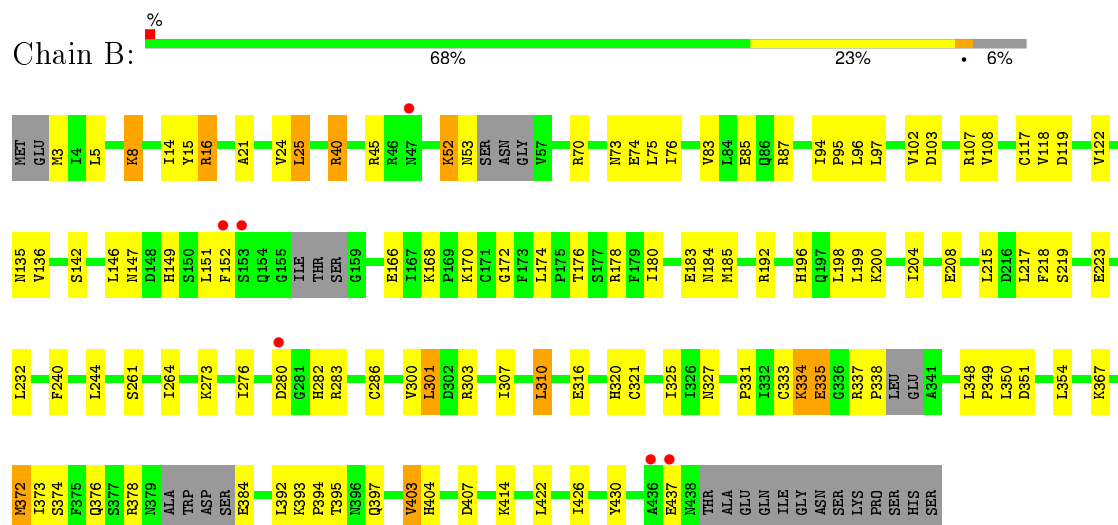 %
Chain B:
68% 23% • 6%
MET GLU M3 I4 L5 K8 I14 Y15 R16 A21 V24 L25 R40 R45 R46 N47 K52 N53 SER ASN GLY V57 R70 N73 E74 L75 I76 V83 L84 E85 Q86 R87 I94 P95 L96 L97 V102 D103 R107 V108 C117 V118 D119 V122
N135 V136 S142 L146 N147 D148 H149 S150 L151 F152 S153 Q154 G155 ILE THR SER G159 E166 I167 K168 P169 K170 C171 G172 F173 L174 P175 T176 S177 R178 F179 I180 E183 N184 M185 R192 H196 Q197 L198 L199 K200 I204 E208 L215 D216 L217 F218 S219 E223
L232 F240 L244 S261 I264 K273 I276 D280 G281 H282 R283 C286 V300 L301 D302 R303 I307 L310 E316 H320 C321 I325 I326 N327 P331 I332 C333 K334 E335 G336 R337 P338 LEU GLU A341 L348 P349 L350 D351 L354 K367
M372 I373 S374 F375 Q376 S377 R378 N379 ALA TRP ASP SER E384 L392 K393 P394 T395 N396 Q397 V403 H404 D407 K414 L422 I426 Y430 A436 E437 N438 THR ALA GLU GLN ILE GLY ASN SER LYS PRO SER HIS SER